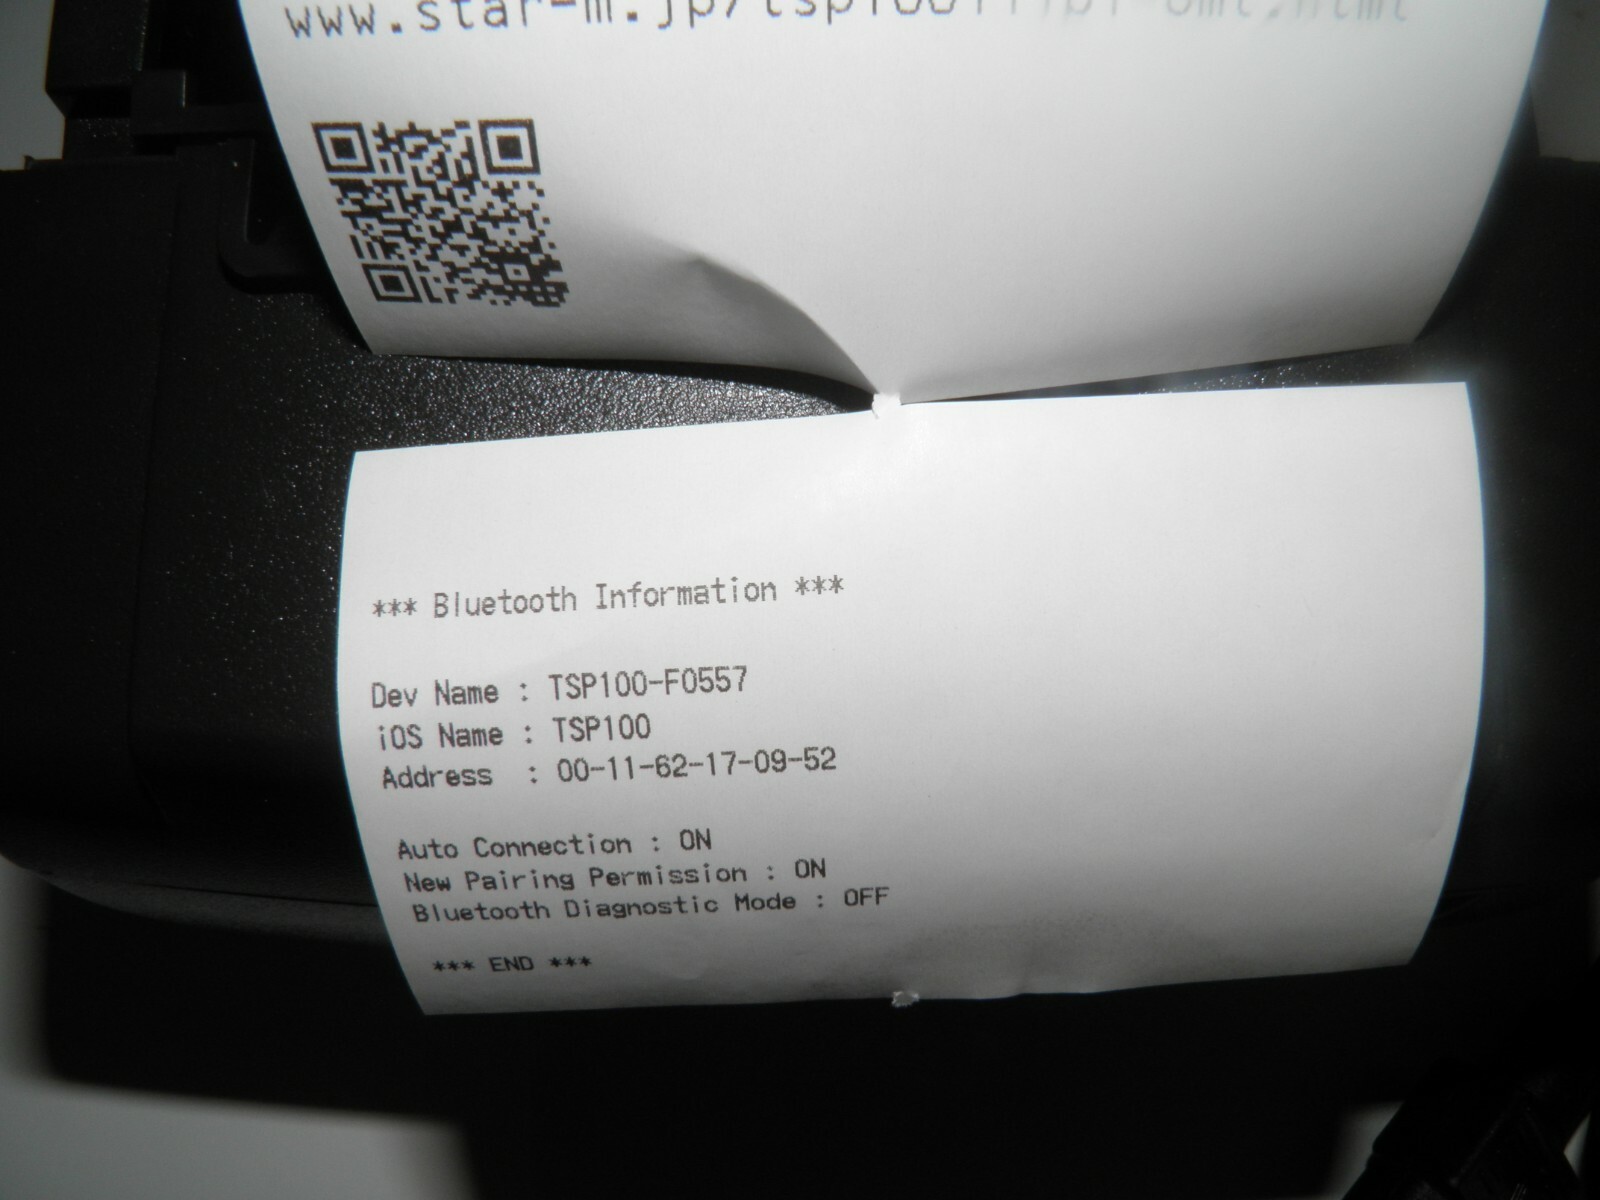 *** Bluetooth Information ***
Dev Name : TSP100-F0557
iOS Name : TSP100
Address : 00-11-62-17-09-52
Auto Connection : ON
New Pairing Permission : ON
Bluetooth Diagnostic Mode : OFF
*** END ***